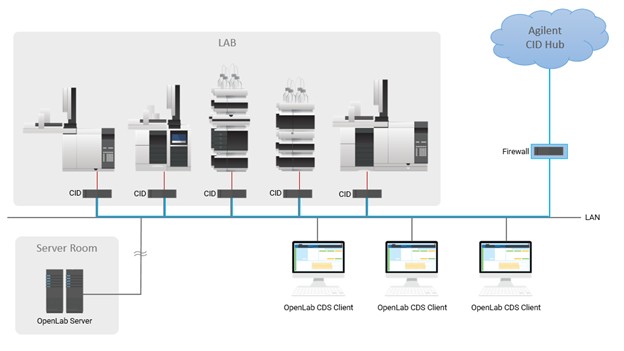 LAB
Agilent
CID Hub
Firewall
CID
CID
CID
CID
CID
LAN
Server Room
OpenLab Server
OpenLab CDS Client
OpenLab CDS Client
OpenLab CDS Client